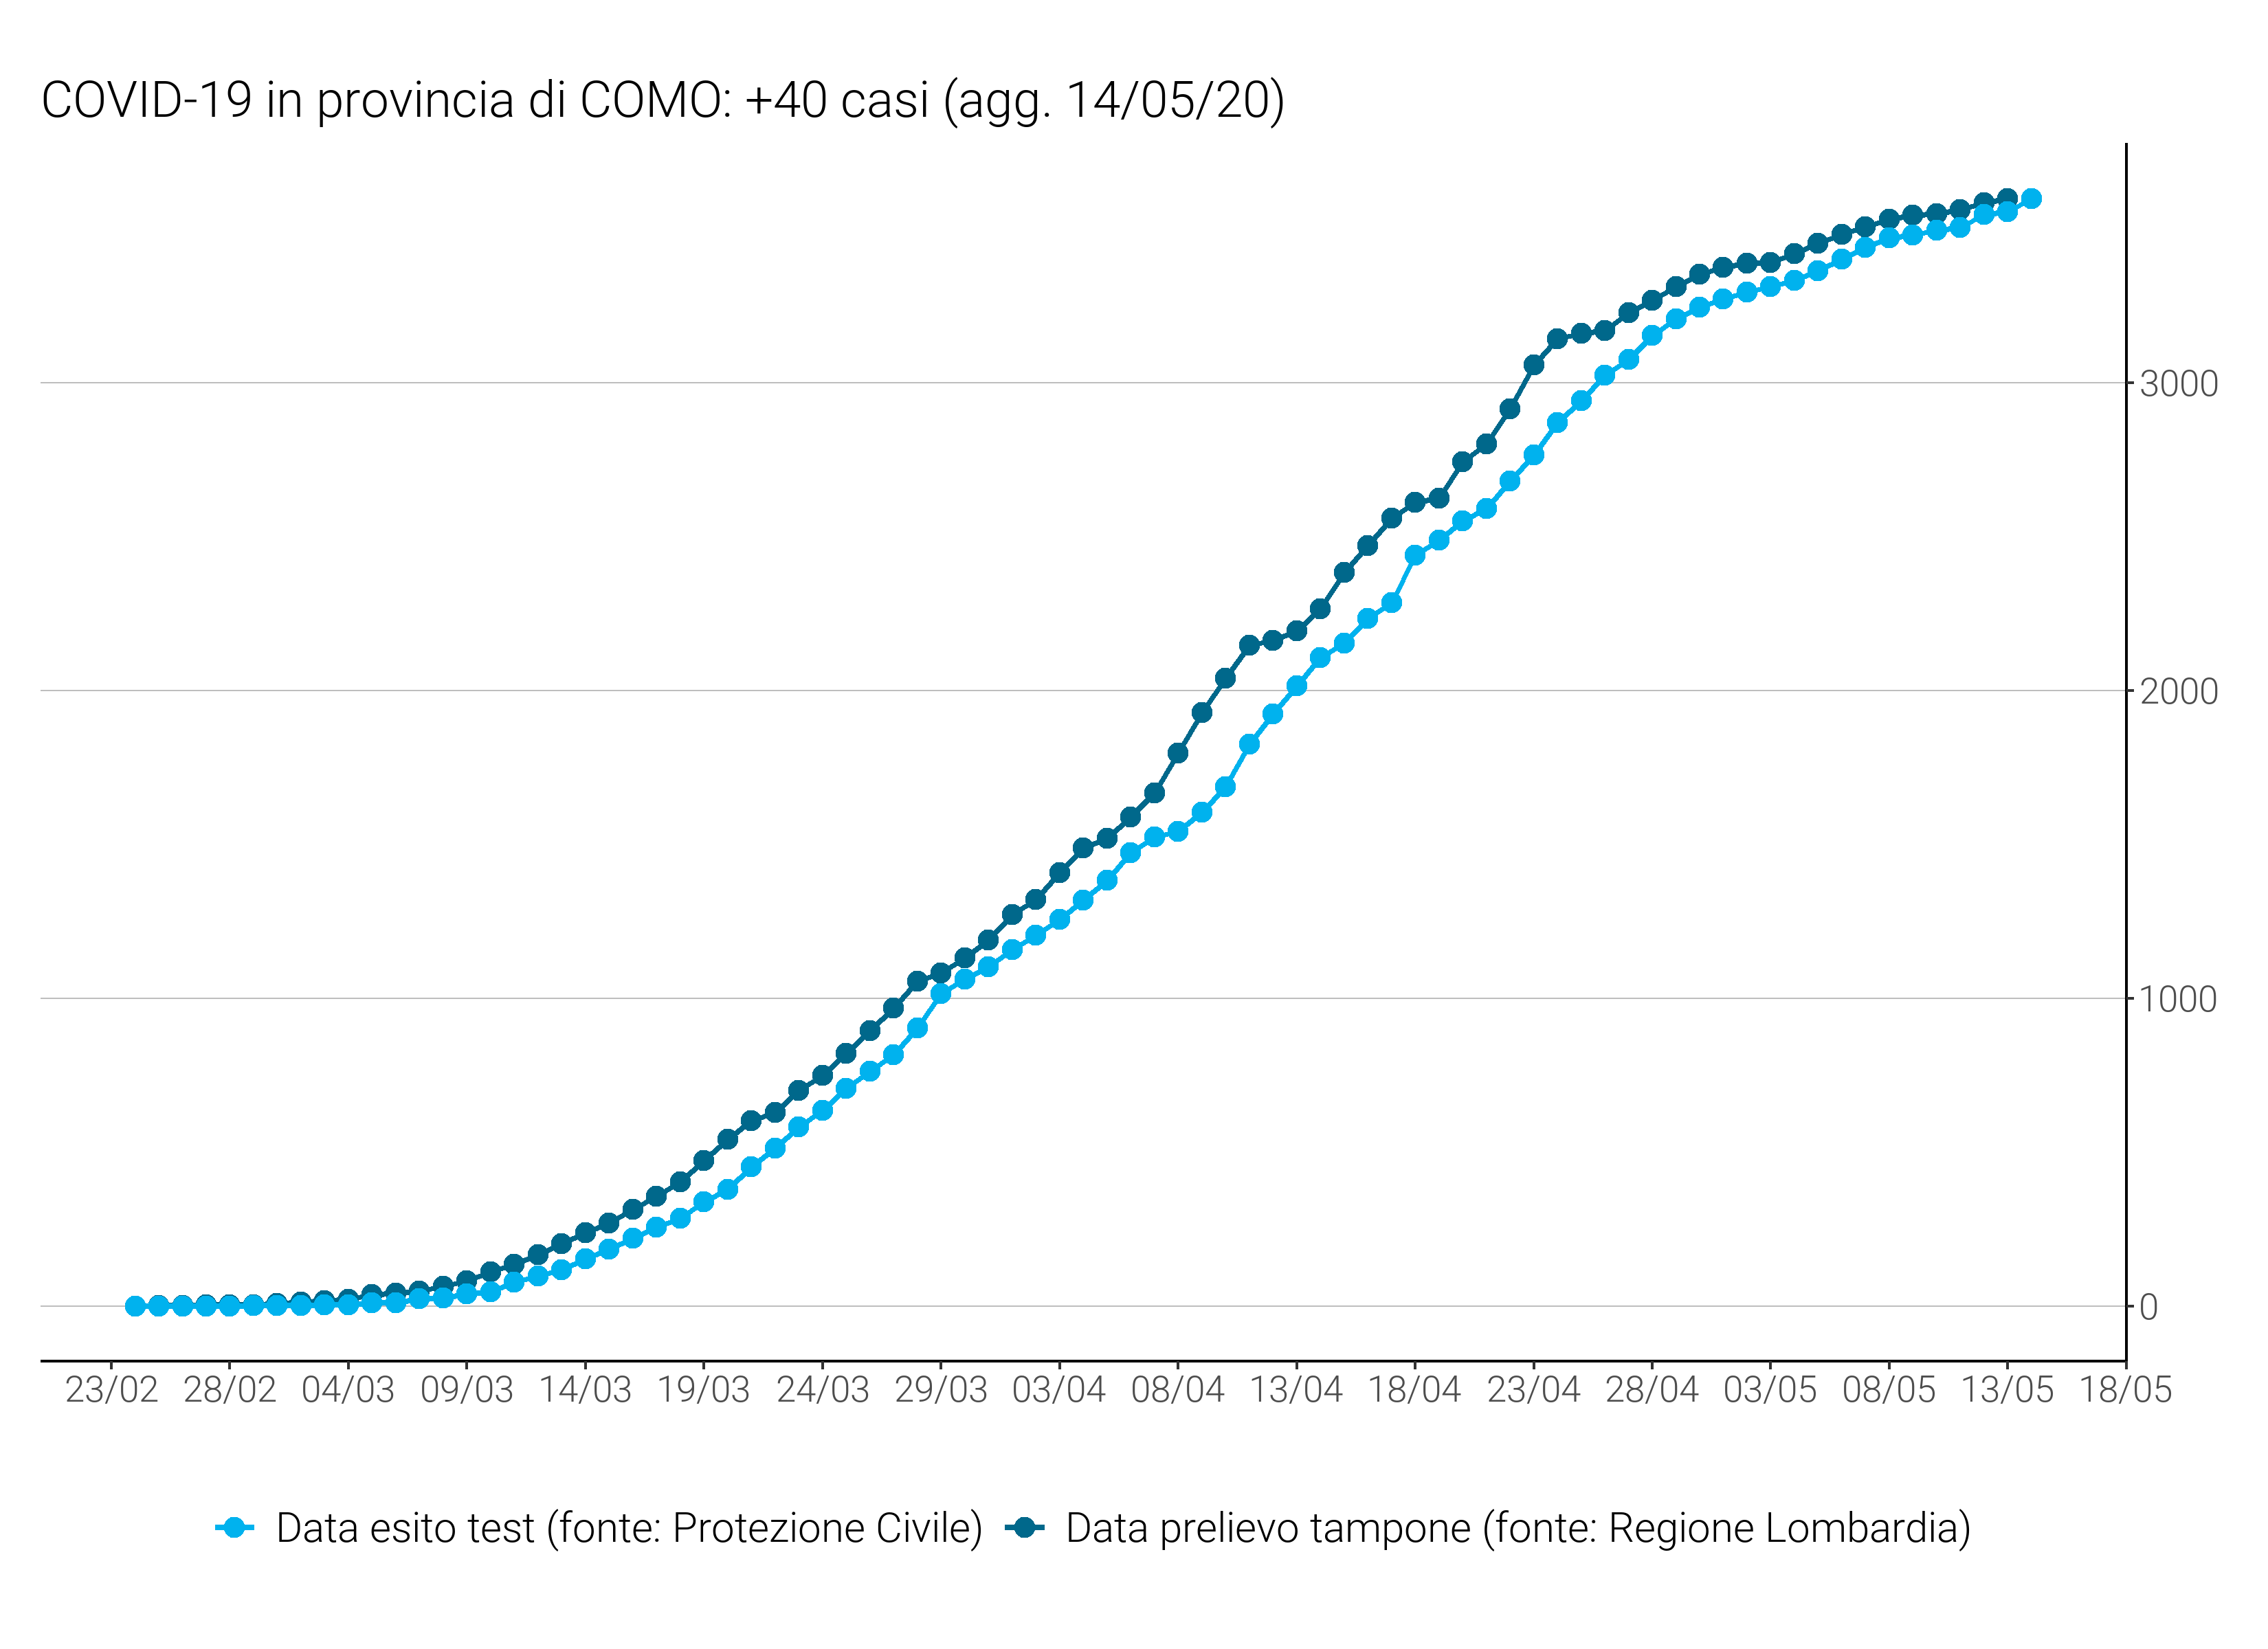 COVID-19 in provincia di COMO: +40 casi (agg. 14/05/20)
3000
2000
1000
0
23/02 28/02 04/03 09/03 14/03 19/03 24/03 29/03 03/04 08/04 13/04 18/04 23/04 28/04 03/05 08/05 13/05 18/05
Data esito test (fonte: Protezione Civile) Data prelievo tampone (fonte: Regione Lombardia)